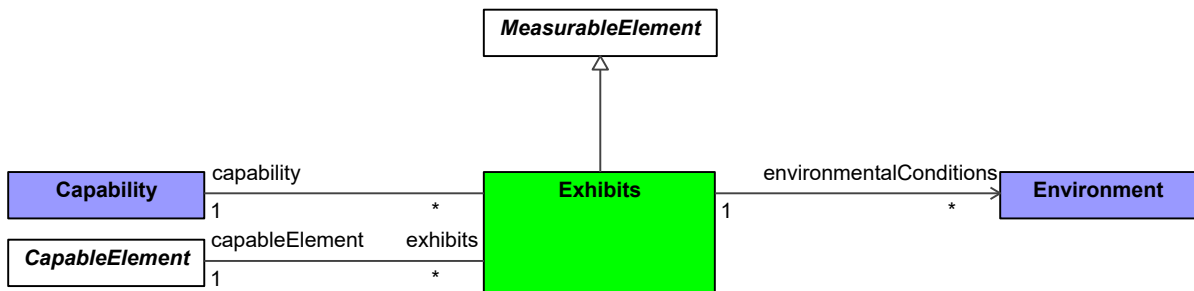 MeasurableElement
capability
environmentalConditions
Capability
Exhibits
Environment
1
*
1
*
capableElement
exhibits
CapableElement
1
*